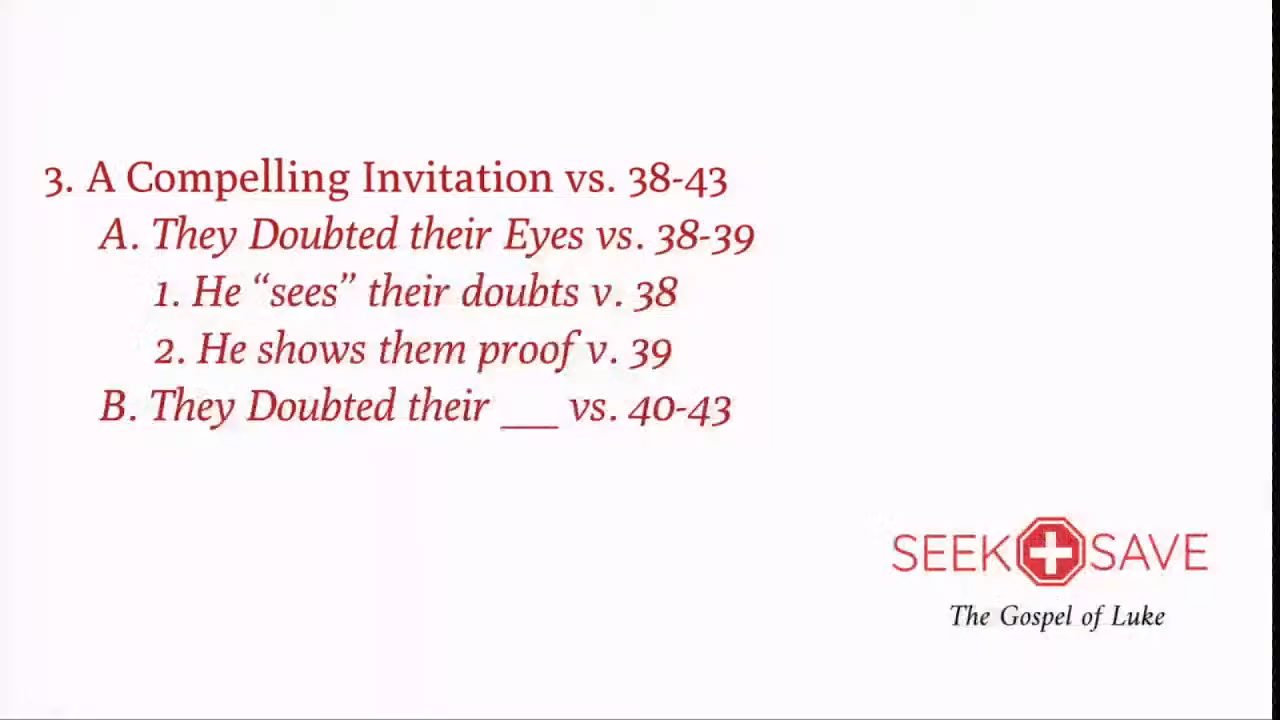 3. A Compelling Invitation vs. 38-43
A. They Doubted their Eyes vs. 38-39
1. He “sees” their doubts v. 38
2. He shows them proof v. 39
B. They Doubted their ___ vs. 40-43
SEEK SAVE
The Gospel of Luke